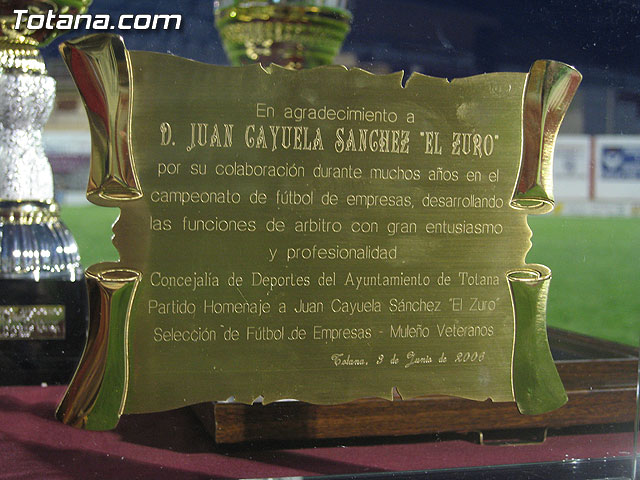 Totana.com
En agradecimiento a
D. JUAN CAYUELA SANCHEZ "EL ZURO"
por su colaboración durante muchos años en el
campeonato de fútbol de empresas, desarrollando
las funciones de arbitro con gran entusiasmo
y profesionalidad
Concejalía de Deportes del Ayuntamiento de Totana
Partido Homenaje a Juan Cayuela Sánchez "El Zuro"
Selección de Fútbol de Empresas - Muleño Veteranos
Totana, 3 de Junio de 2006